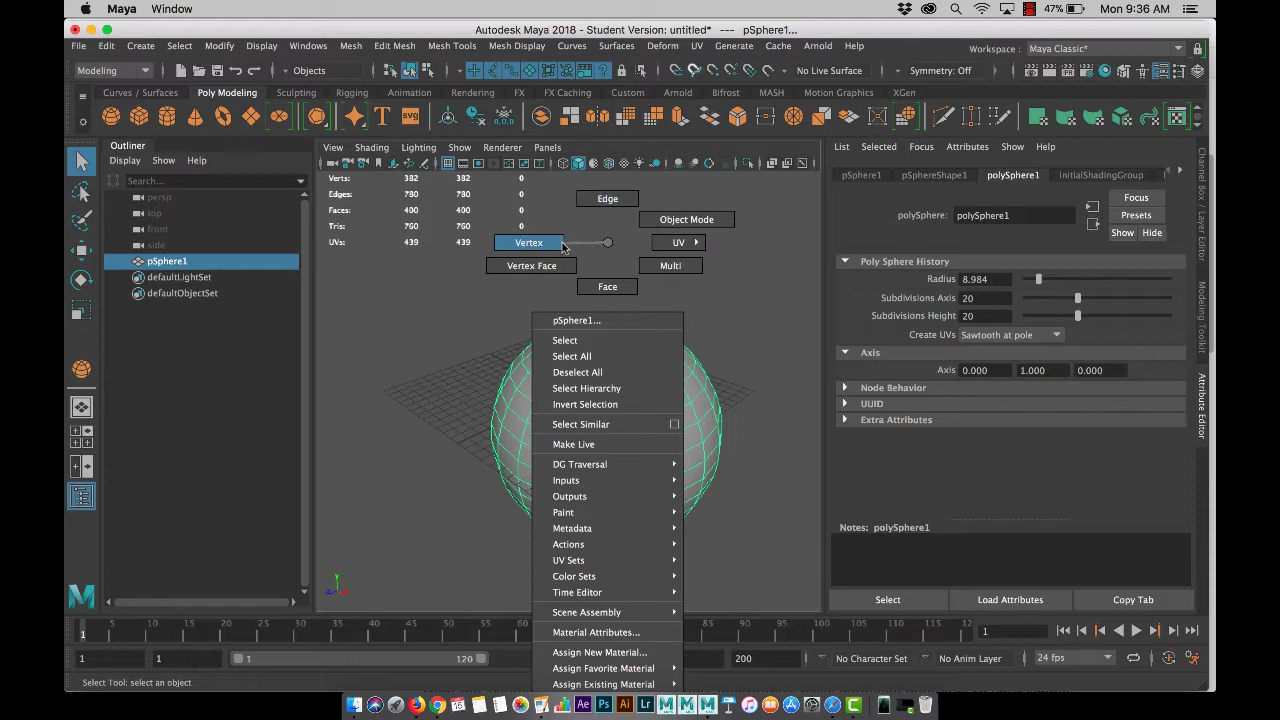 Maya Window 47% Mon 9:36 AM
Autodesk Maya 2018 - Student Version: untitled* --- pSphere1...
File Edit Create Select Modify Display Windows Mesh Edit Mesh Mesh Tools Mesh Display Curves Surfaces Deform UV Generate Cache Arnold Help Workspace : Maya Classic*
Modeling Objects No Live Surface Symmetry: Off
Curves / Surfaces Poly Modeling Sculpting Rigging Animation Rendering FX FX Caching Custom Arnold Bifrost MASH Motion Graphics XGen
Outliner
Display Show Help
Search...
persp
top
front
side
pSphere1
defaultLightSet
defaultObjectSet
View Shading Lighting Show Renderer Panels
Verts: 382 382 0
Edges: 780 780 0
Faces: 400 400 0
Tris: 760 760 0
UVs: 439 439 0
Edge
Object Mode
Vertex
UV
Vertex Face
Multi
Face
pSphere1...
Select
Select All
Deselect All
Select Hierarchy
Invert Selection
Select Similar
Make Live
DG Traversal
Inputs
Outputs
Paint
Metadata
Actions
UV Sets
Color Sets
Time Editor
Scene Assembly
Material Attributes...
Assign New Material...
Assign Favorite Material
Assign Existing Material
List Selected Focus Attributes Show Help
pSphere1 pSphereShape1 polySphere1 initialShadingGroup
polySphere: polySphere1
Focus
Presets
Show Hide
Poly Sphere History
Radius 8.984
Subdivisions Axis 20
Subdivisions Height 20
Create UVs Sawtooth at pole
Axis
Axis 0.000 1.000 0.000
Node Behavior
UUID
Extra Attributes
Notes: polySphere1
Select Load Attributes Copy Tab
Channel Box / Layer Editor
Modeling Toolkit
Attribute Editor
5 10 15 20 25 30 35 40 45 50 85 90 95 100 105 110 115 12
1
1
1 1 1 120 200 No Character Set No Anim Layer 24 fps
Select Tool: select an object